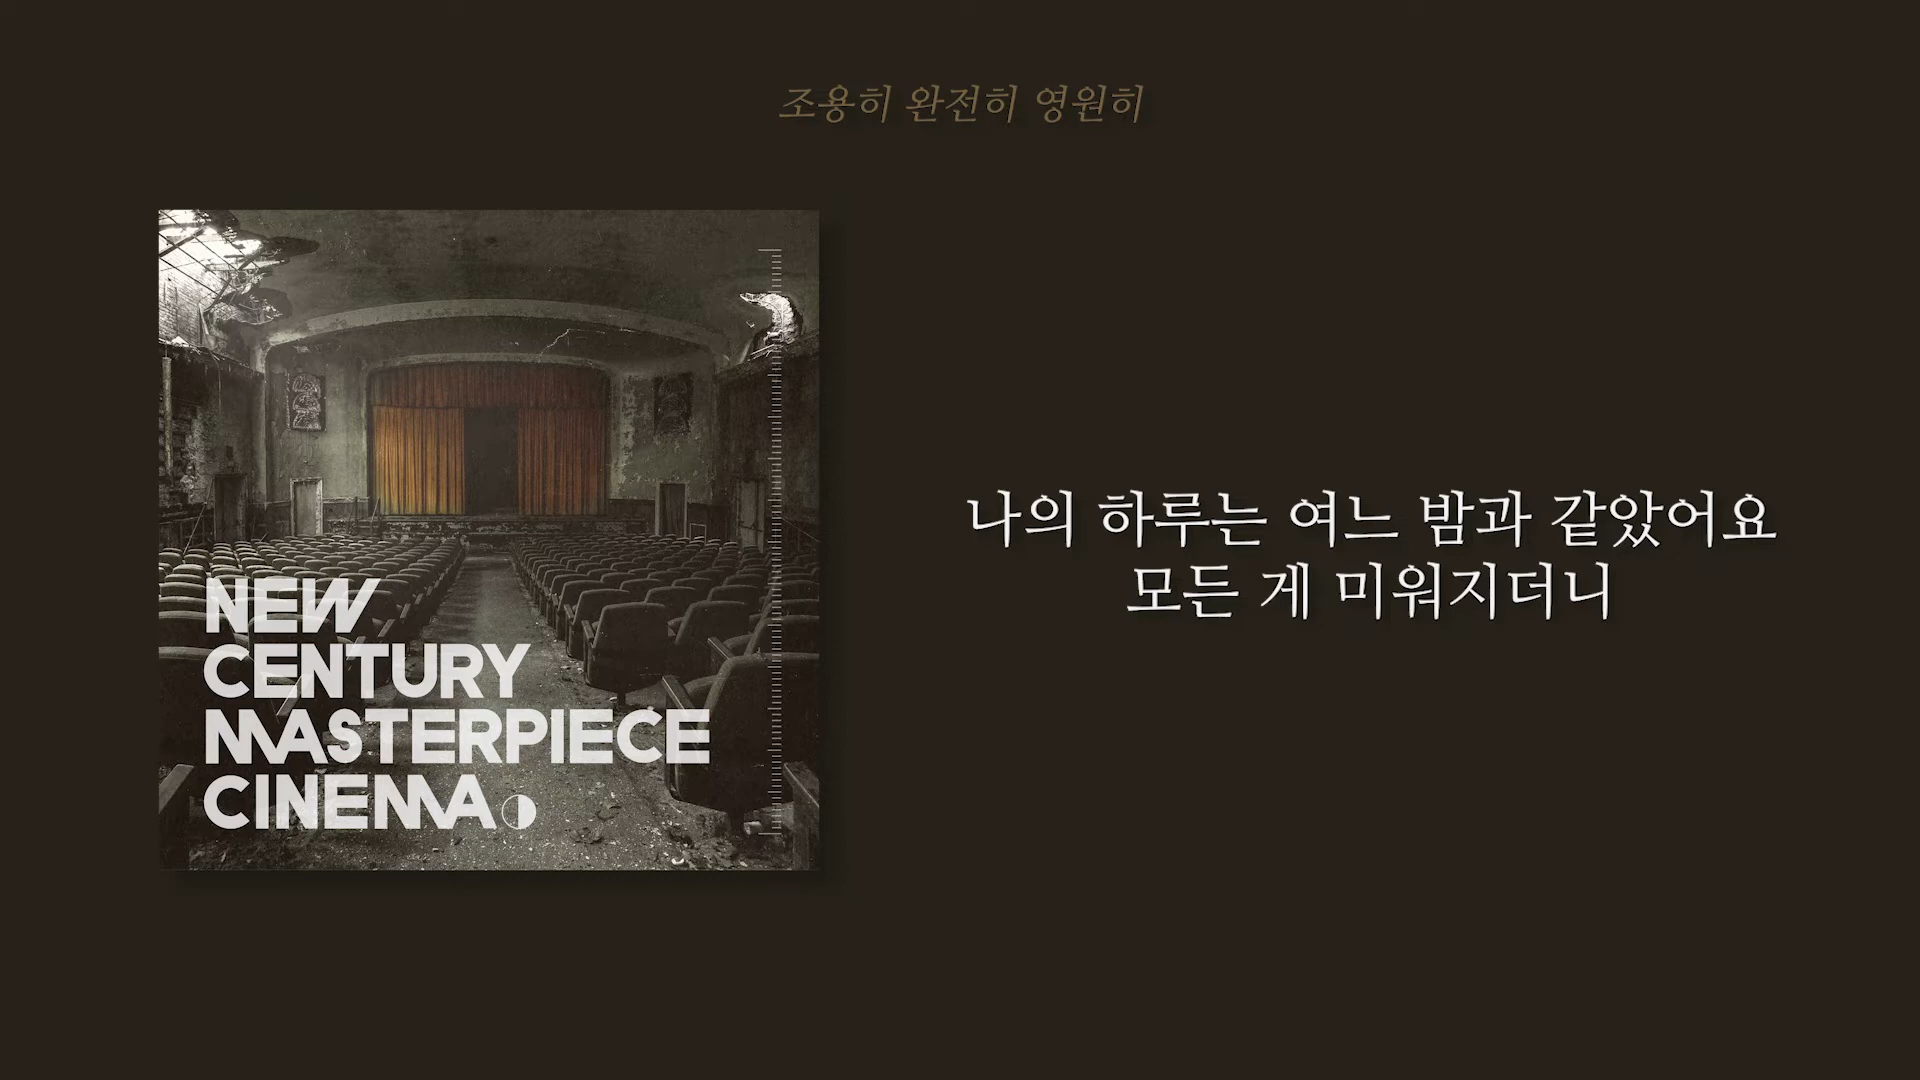 조용히 완전히 영원히
NEW
CENTURY
MASTERPIECE
CINEMA
나의 하루는 여느 밤과 같았어요
모든 게 미워지더니